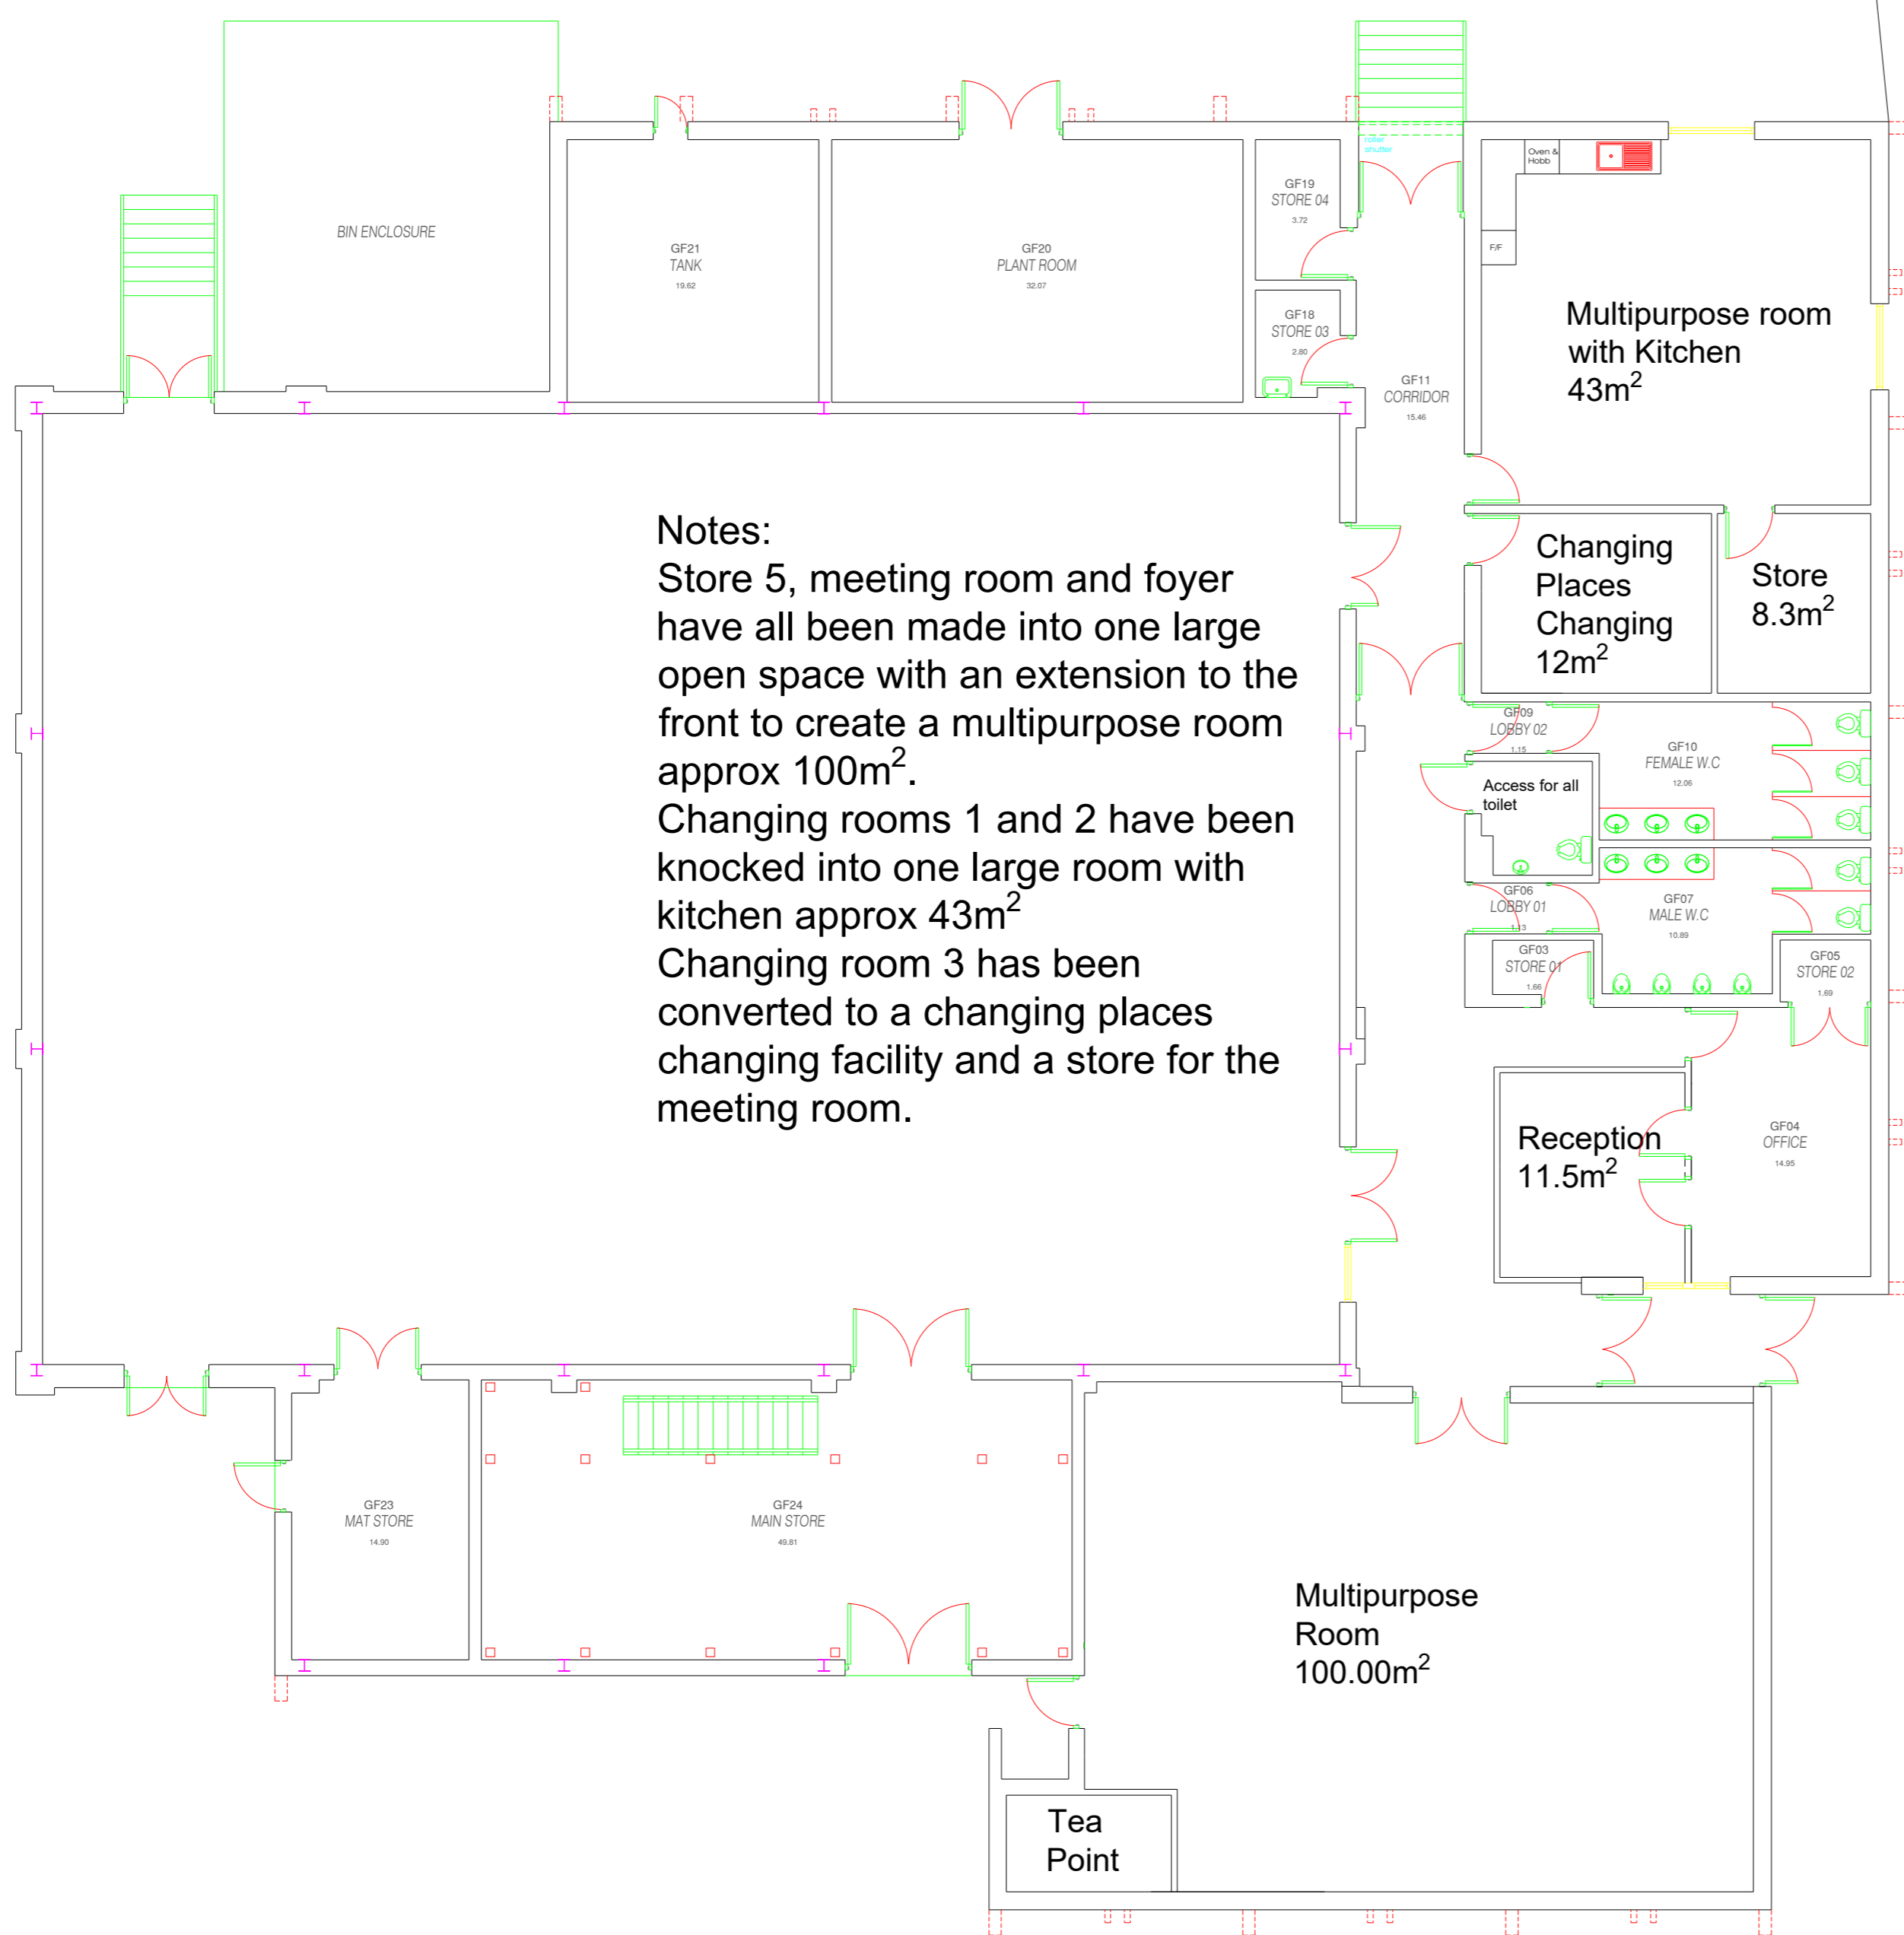 roller
shutter
Oven &
Hobb
GF19
STORE 04
3.72
BIN ENCLOSURE
GF21
TANK
19.62
GF20
PLANT ROOM
32.07
F/F
GF18
STORE 03
2.80
Multipurpose room
with Kitchen
43m²
GF11
CORRIDOR
15.46
Notes:
Store 5, meeting room and foyer
have all been made into one large
open space with an extension to the
front to create a multipurpose room
approx 100m².
Changing rooms 1 and 2 have been
knocked into one large room with
kitchen approx 43m²
Changing room 3 has been
converted to a changing places
changing facility and a store for the
meeting room.
Changing
Places
Changing
12m²
Store
8.3m²
GF09
LOBBY 02
1.15
GF10
FEMALE W.C
12.06
Access for all
toilet
GF06
LOBBY 01
1.13
GF07
MALE W.C
10.89
GF03
STORE 01
1.66
GF05
STORE 02
1.69
Reception
11.5m²
GF04
OFFICE
14.95
GF23
MAT STORE
14.90
GF24
MAIN STORE
49.81
Multipurpose
Room
100.00m²
Tea
Point